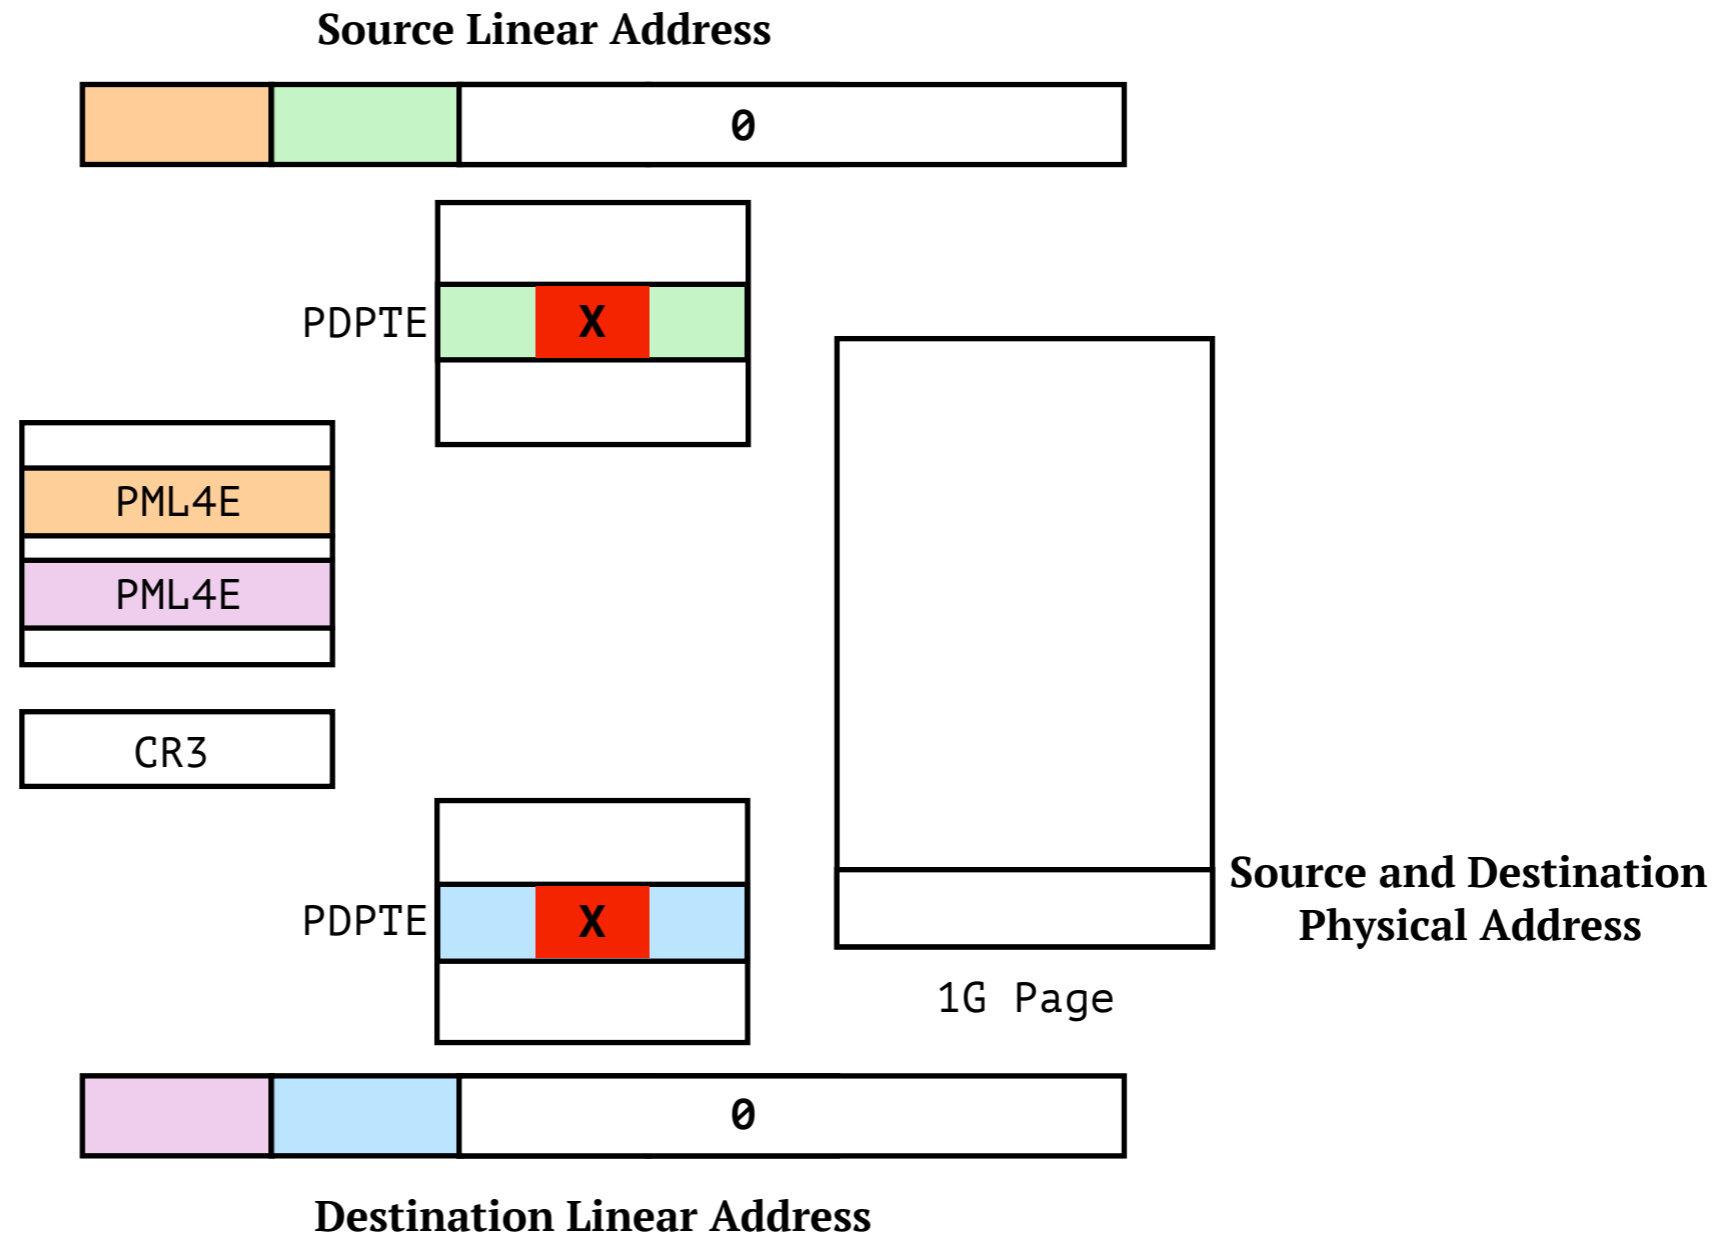 Source Linear Address
0
PDPTE
X
PML4E
PML4E
CR3
PDPTE
X
Source and Destination
Physical Address
1G Page
0
Destination Linear Address